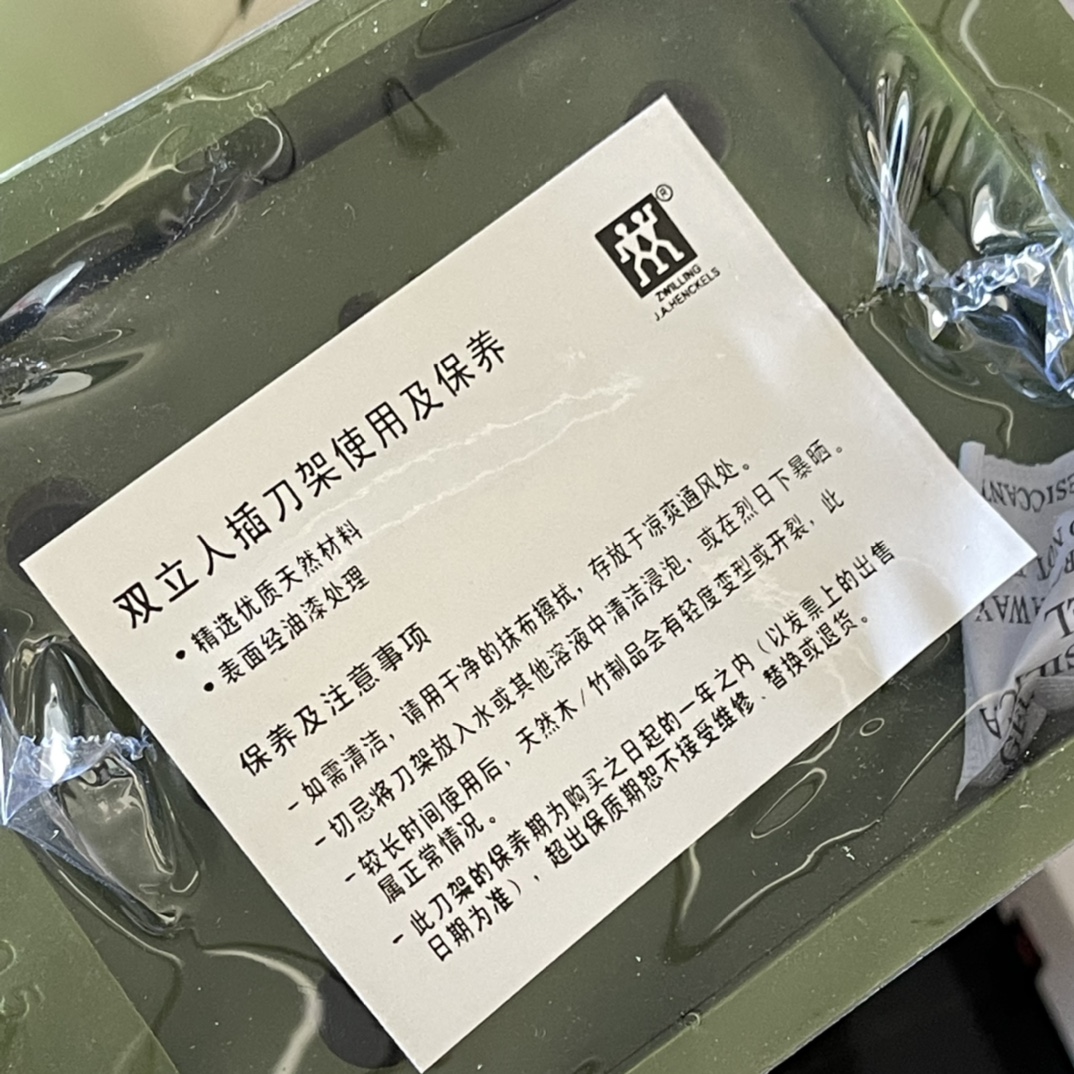 ®
ZWILLING
J.A.HENCKELS
双立人插刀架使用及保养
• 精选优质天然材料
• 表面经油漆处理
保养及注意事项
- 如需清洁，请用干净的抹布擦拭，存放于凉爽通风处。
- 切忌将刀架放入水或其他溶液中清洁浸泡，或在烈日下暴晒。
- 较长时间使用后，天然木/竹制品会有轻度变型或开裂，此
属正常情况。
- 此刀架的保养期为购买之日起的一年之内（以发票上的出售
日期为准），超出保质期恕不接受维修、替换或退货。